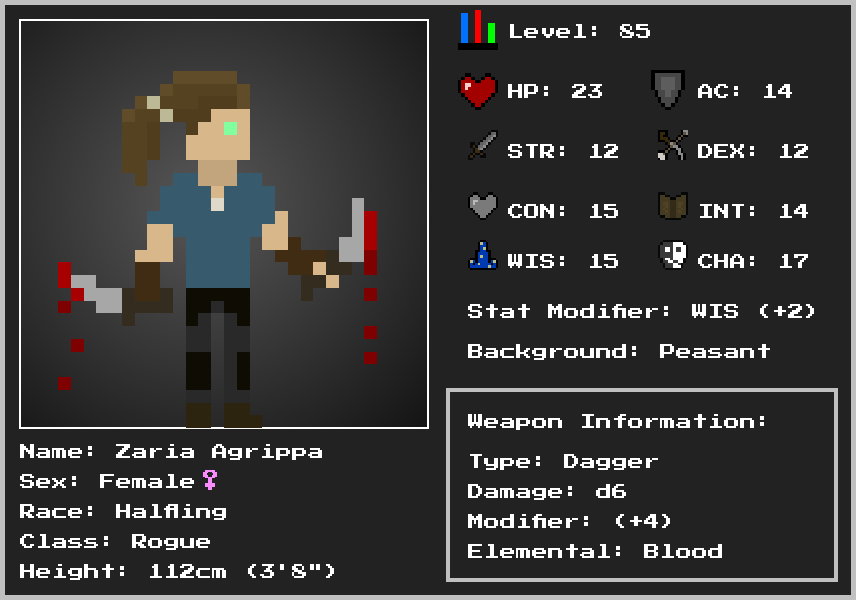 Level: 85
HP: 23
AC: 14
STR: 12
DEX: 12
CON: 15
INT: 14
WIS: 15
CHA: 17
Stat Modifier: WIS (+2)
Background: Peasant
Name: Zaria Agrippa
Sex: Female♀
Race: Halfling
Class: Rogue
Height: 112cm (3'8")
Weapon Information:
Type: Dagger
Damage: d6
Modifier: (+4)
Elemental: Blood